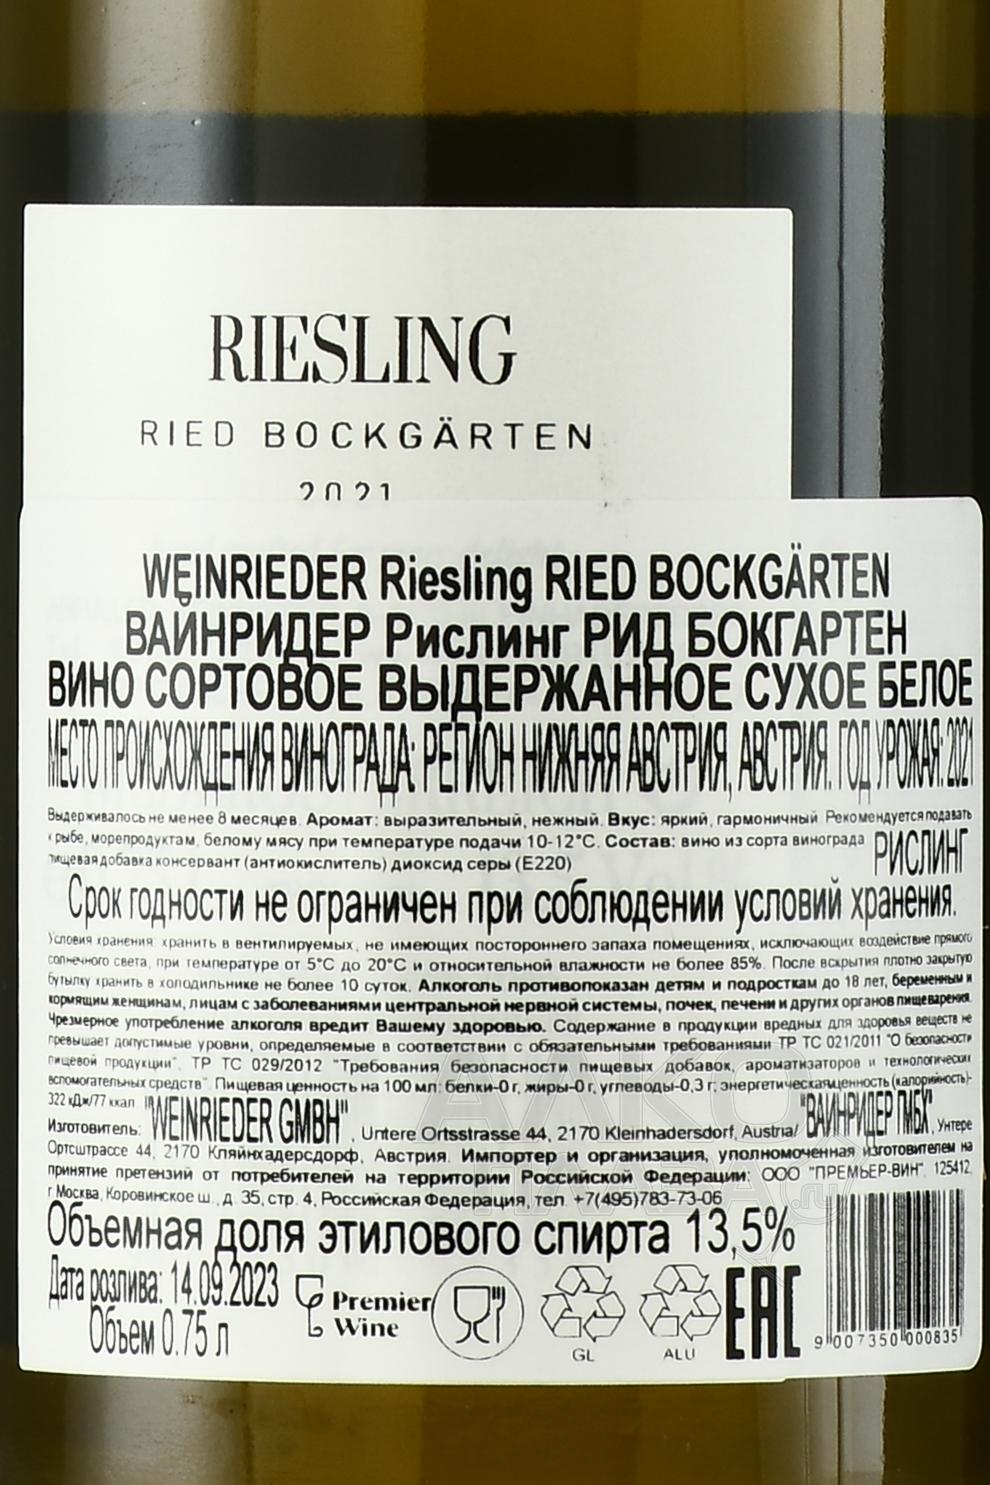 RIESLING
RIED BOCKGÄRTEN
2021
WEINRIEDER Riesling RIED BOCKGÄRTEN
ВАЙНРИДЕР Рислинг РИД БОКГАРТЕН
ВИНО СОРТОВОЕ ВЫДЕРЖАННОЕ СУХОЕ БЕЛОЕ
МЕСТО ПРОИСХОЖДЕНИЯ ВИНОГРАДА: РЕГИОН НИЖНЯЯ АВСТРИЯ, АВСТРИЯ. ГОД УРОЖАЯ: 2021
Выдерживалось не менее 8 месяцев. Аромат: выразительный, нежный. Вкус: яркий, гармоничный Рекомендуется подавать
к рыбе, морепродуктам, белому мясу при температуре подачи 10-12°С. Состав: вино из сорта винограда РИСЛИНГ
пищевая добавка консервант (антиокислитель) диоксид серы (Е220)
Срок годности не ограничен при соблюдении условий хранения.
Условия хранения: хранить в вентилируемых, не имеющих постороннего запаха помещениях, исключающих воздействие прямого
солнечного света, при температуре от 5°С до 20°С и относительной влажности не более 85%. После вскрытия плотно закрытую
бутылку хранить в холодильнике не более 10 суток. Алкоголь противопоказан детям и подросткам до 18 лет, беременным и
кормящим женщинам, лицам с заболеваниями центральной нервной системы, почек, печени и других органов пищеварения.
Чрезмерное употребление алкоголя вредит Вашему здоровью. Содержание в продукции вредных для здоровья веществ не
превышает допустимые уровни, определяемые в соответствии с обязательными требованиями ТР ТС 021/2011 "О безопасности
пищевой продукции", ТР ТС 029/2012 "Требования безопасности пищевых добавок, ароматизаторов и технологических
вспомогательных средств". Пищевая ценность на 100 мл: белки-0 г, жиры-0 г, углеводы-0,3 г; энергетическая ценность (калорийность)-
322 кДж/77 ккал
Изготовитель: "WEINRIEDER GMBH", Untere Ortsstrasse 44, 2170 Kleinhadersdorf, Austria/ "ВАЙНРИДЕР ГМБХ", Унтере
Ортсштрассе 44, 2170 Кляйнхадерсдорф, Австрия. Импортер и организация, уполномоченная изготовителем на
принятие претензий от потребителей на территории Российской Федерации: ООО "ПРЕМЬЕР-ВИН", 125412,
г.Москва, Коровинское ш., д. 35, стр. 4, Российская Федерация, тел. +7(495)783-73-06
Объемная доля этилового спирта 13,5%
Дата розлива: 14.09.2023
Объем 0.75 л
Premier
Wine
GL
ALU
EAC
9 007350 000835
АЛКО
ПЛАЗА.ru